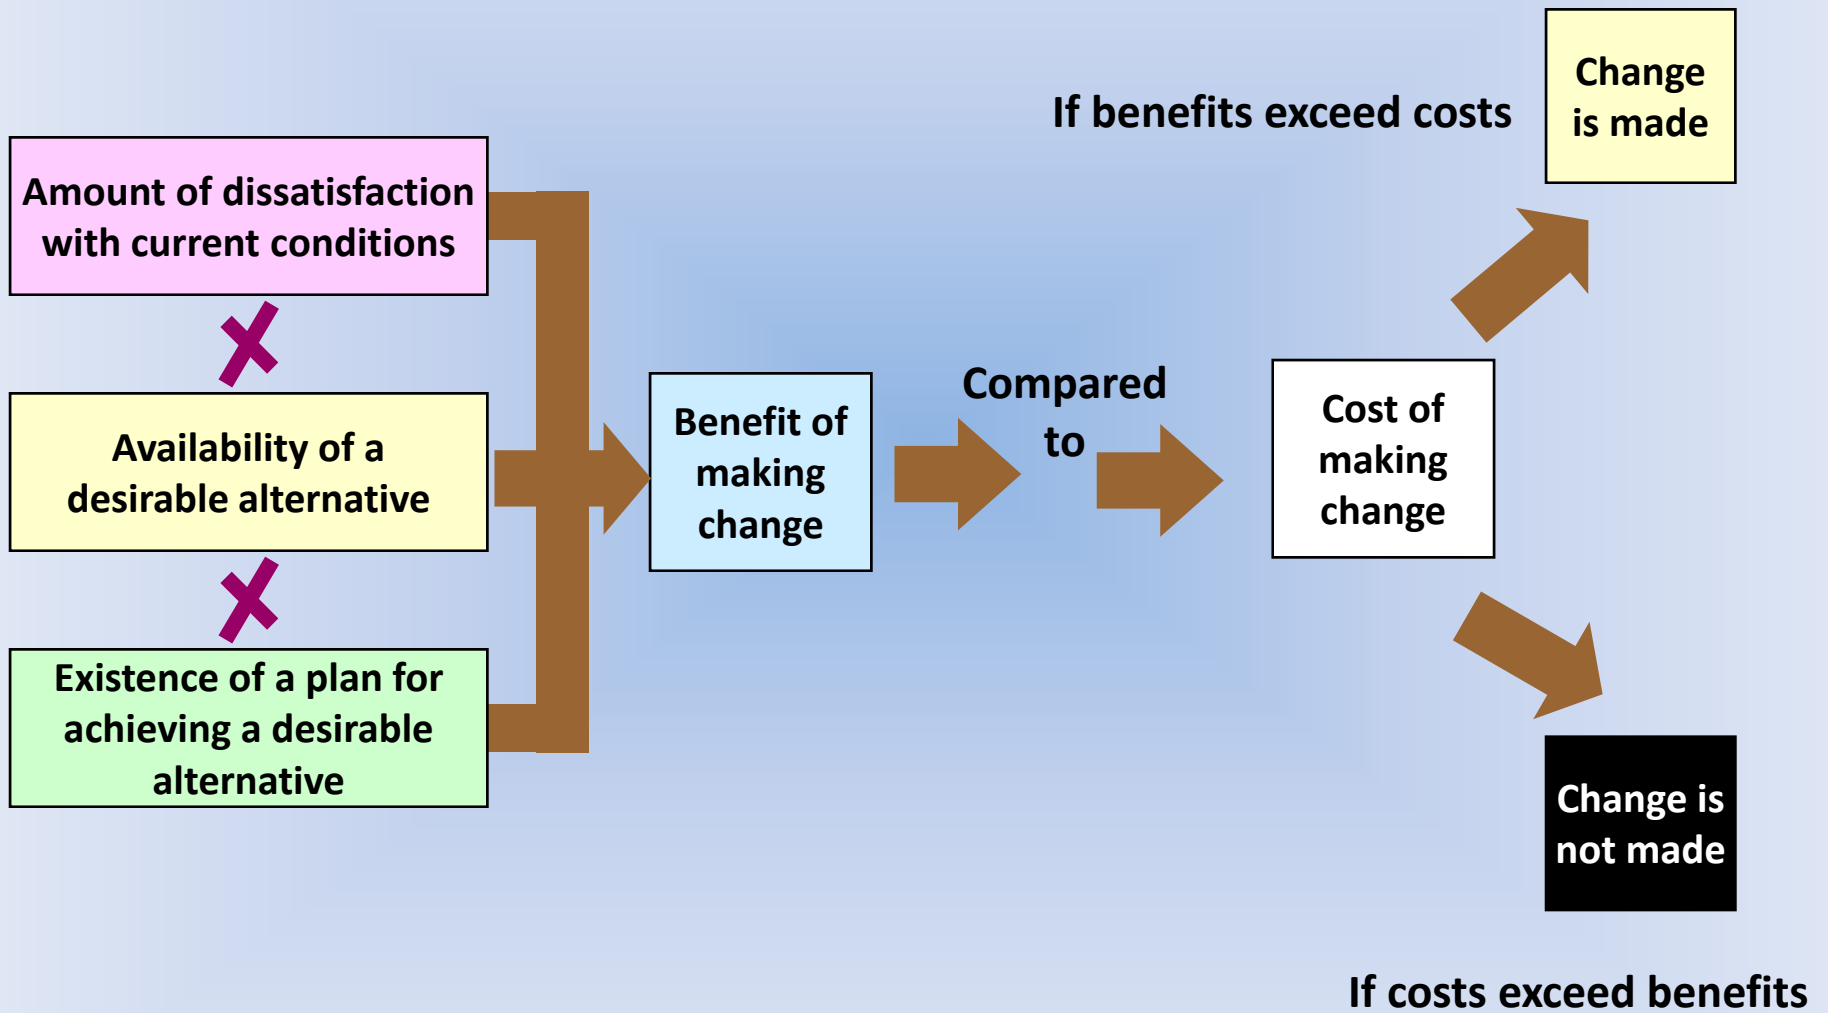 Amount of dissatisfaction
with current conditions
Availability of a
desirable alternative
Existence of a plan for
achieving a desirable
alternative
Benefit of
making
change
Compared
to
Cost of
making
change
If benefits exceed costs
Change
is made
Change is
not made
If costs exceed benefits